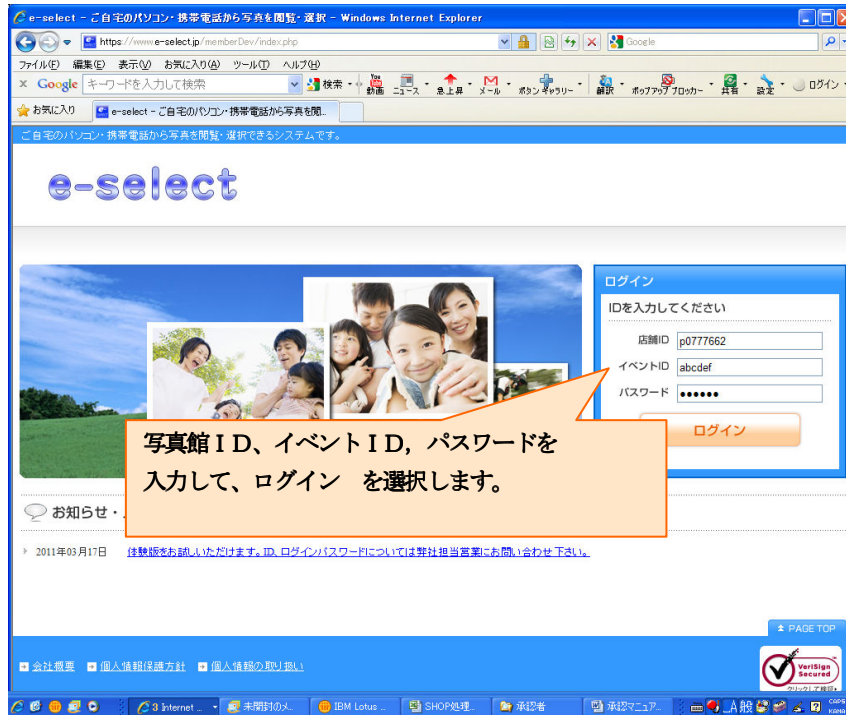 e-select - ご自宅のパソコン・携帯電話から写真を閲覧・選択 - Windows Internet Explorer
https://www.e-select.jp/memberDev/index.php
Google
ファイル(F) 編集(E) 表示(V) お気に入り(A) ツール(T) ヘルプ(H)
x Google キーワードを入力して検索 検索 動画 ニュース 急上昇 メール ボタン ギャラリー 翻訳 ポップアップ ブロッカー 共有 設定 ログイン
お気に入り e-select - ご自宅のパソコン・携帯電話から写真を閲...
ご自宅のパソコン・携帯電話から写真を閲覧・選択できるシステムです。
e-select
ログイン
IDを入力してください
店舗ID p0777662
イベントID abcdef
パスワード ●●●●●●
ログイン
写真館ID、イベントID, パスワードを
入力して、ログイン を選択します。
お知らせ・
2011年03月17日 体験版をお試しいただけます。ID、ログインパスワードについては弊社担当営業にお問い合わせ下さい。
PAGE TOP
会社概要 個人情報保護方針 個人情報の取り扱い
VeriSign
Secured
クリックして検証
3 Internet ... 未開封のメ... IBM Lotus ... SHOP処理... 承認者 承認マニュア... A 般 CAPS
KANA